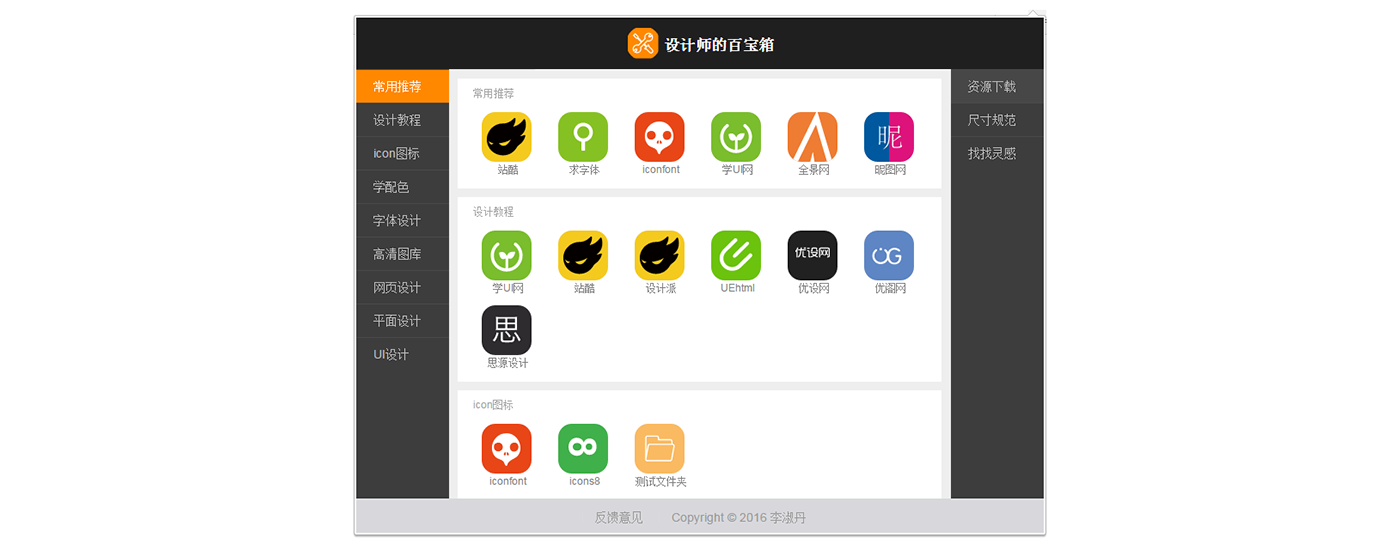 设计师的百宝箱
常用推荐
设计教程
icon图标
学配色
字体设计
高清图库
网页设计
平面设计
UI设计
常用推荐
昵
站酷 求字体 iconfont 学UI网 全景网 昵图网
设计教程
优设网
学UI网 站酷 设计派 UEhtml 优设网 优阁网
思
思源设计
icon图标
iconfont icons8 测试文件夹
资源下载
尺寸规范
找找灵感
反馈意见 Copyright © 2016 李淑丹